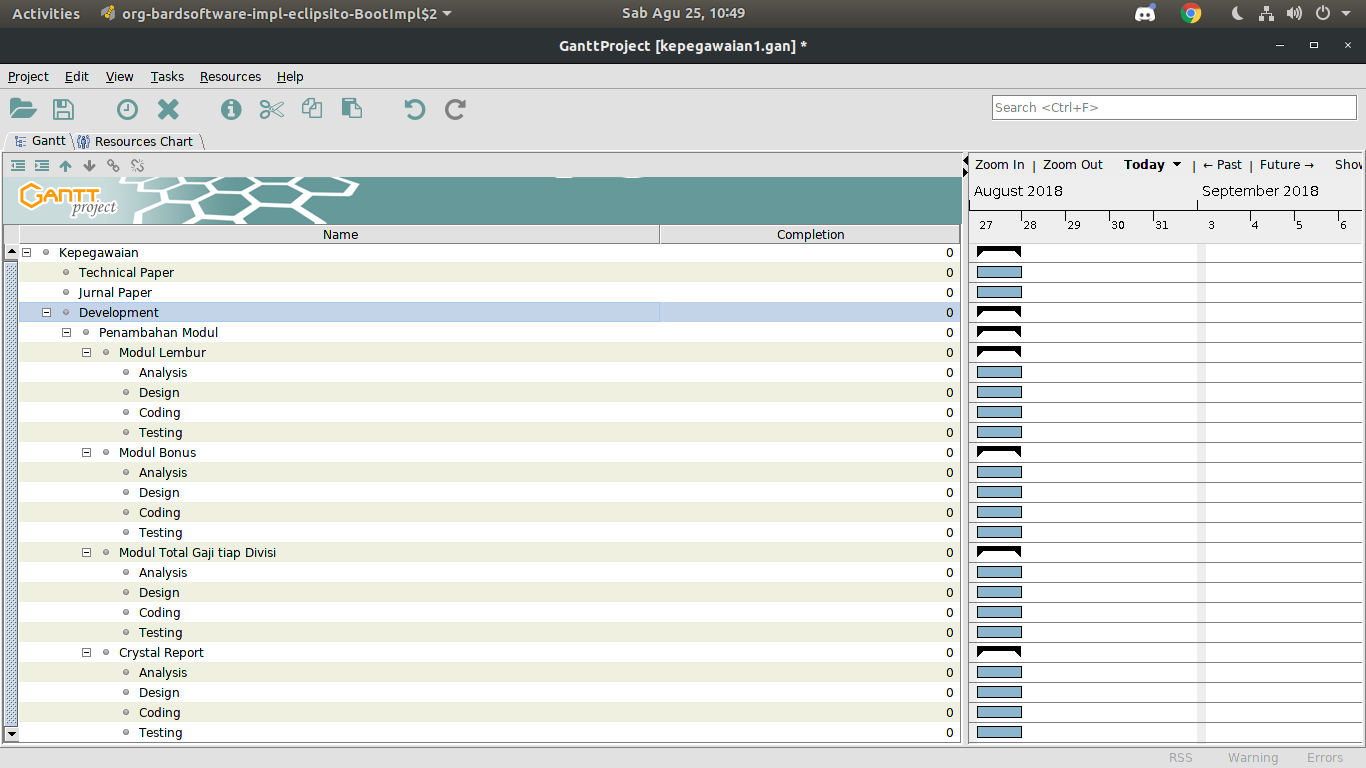 Activities org-bardsoftware-impl-eclipsito-BootImpl$2 Sab Agu 25, 10:49
GanttProject [kepegawaian1.gan] *
Project Edit View Tasks Resources Help
Search <Ctrl+F>
Gantt Resources Chart
Zoom In | Zoom Out Today | ← Past | Future → Show
GANTT project
August 2018 September 2018
Name Completion
27 28 29 30 31 3 4 5 6
Kepegawaian 0
Technical Paper 0
Jurnal Paper 0
Development 0
Penambahan Modul 0
Modul Lembur 0
Analysis 0
Design 0
Coding 0
Testing 0
Modul Bonus 0
Analysis 0
Design 0
Coding 0
Testing 0
Modul Total Gaji tiap Divisi 0
Analysis 0
Design 0
Coding 0
Testing 0
Crystal Report 0
Analysis 0
Design 0
Coding 0
Testing 0
RSS Warning Errors